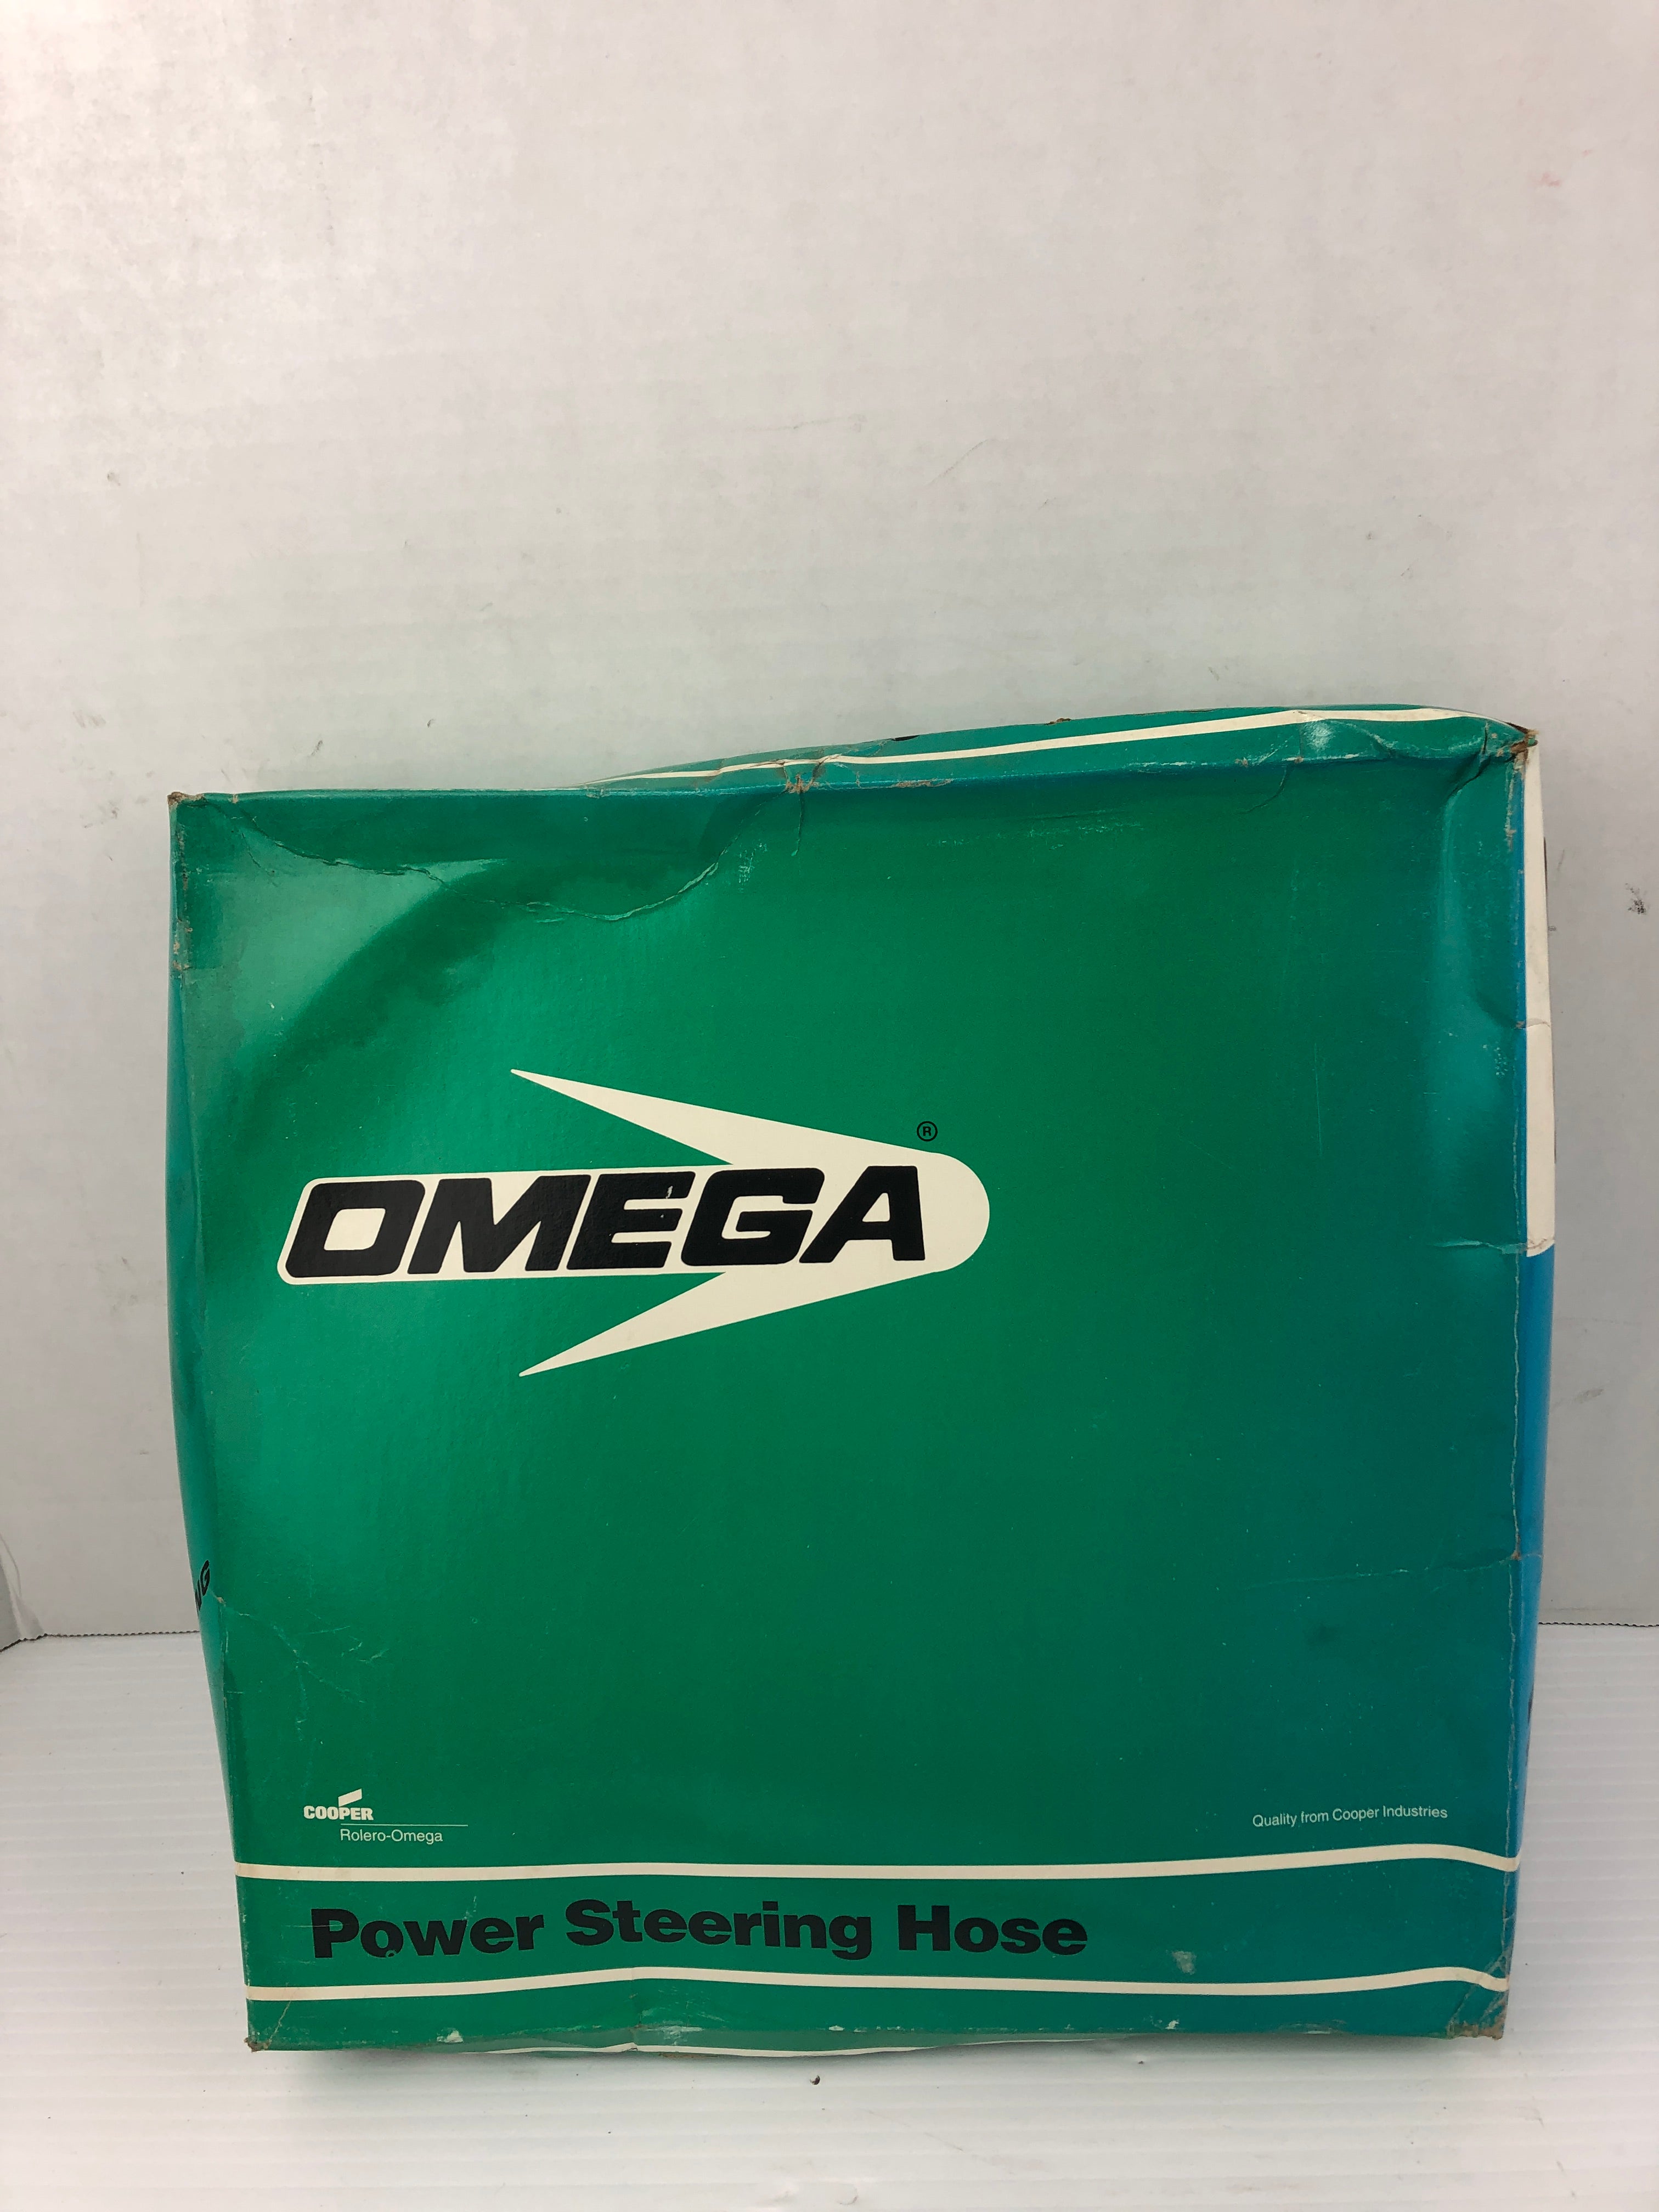 ®
OMEGA
COOPER
Rolero-Omega
Quality from Cooper Industries
Power Steering Hose